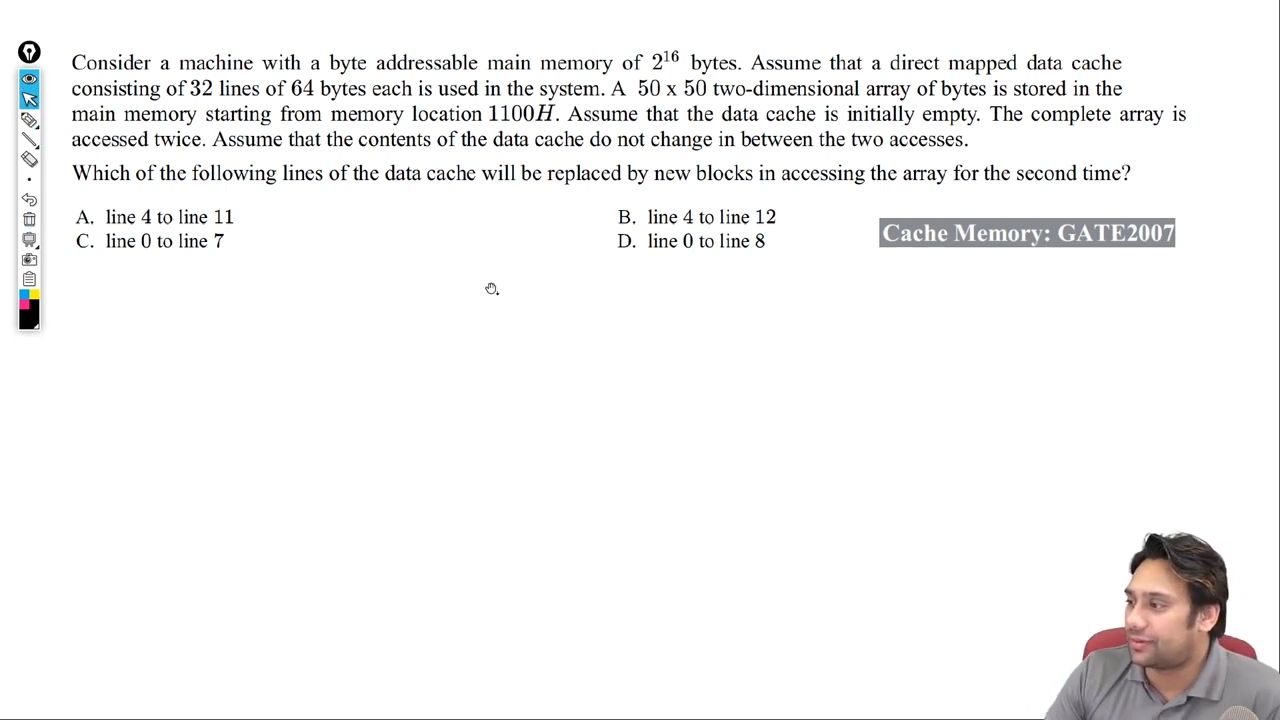 Consider a machine with a byte addressable main memory of 2^16 bytes. Assume that a direct mapped data cache
consisting of 32 lines of 64 bytes each is used in the system. A 50 x 50 two-dimensional array of bytes is stored in the
main memory starting from memory location 1100H. Assume that the data cache is initially empty. The complete array is
accessed twice. Assume that the contents of the data cache do not change in between the two accesses.
Which of the following lines of the data cache will be replaced by new blocks in accessing the array for the second time?
A. line 4 to line 11
B. line 4 to line 12
C. line 0 to line 7
D. line 0 to line 8
Cache Memory: GATE2007